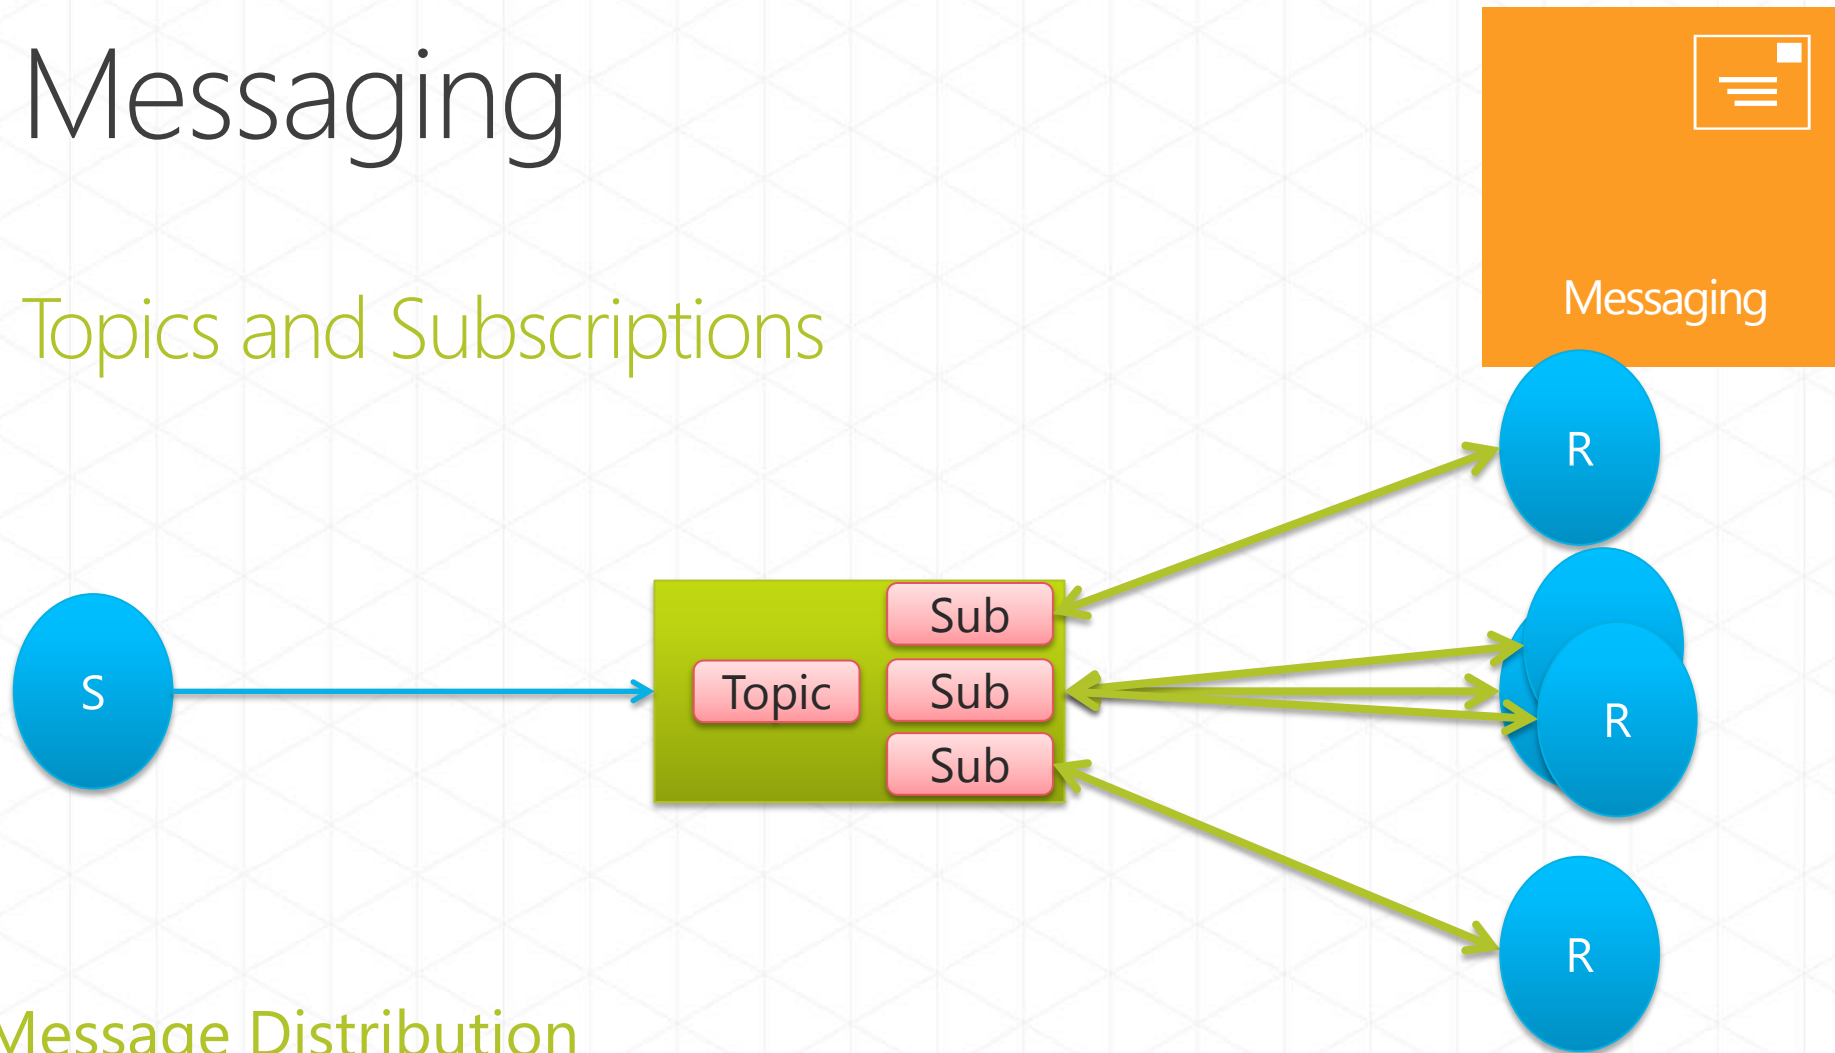 Messaging
Messaging
Topics and Subscriptions
R
Sub
S
Topic
Sub
R
Sub
R
Message Distribution